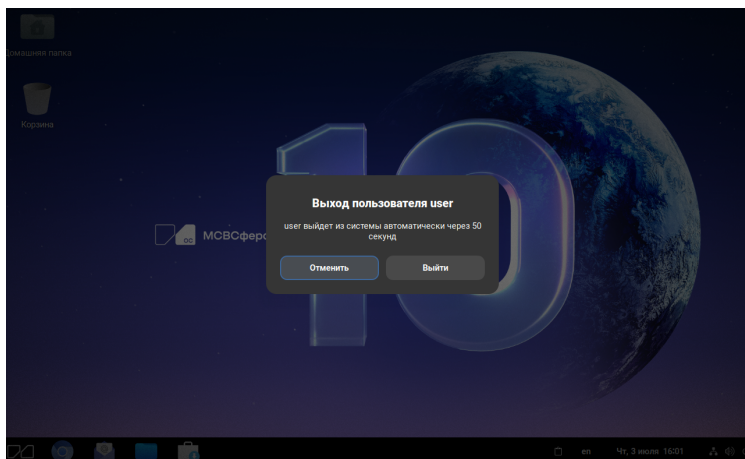 Домашняя папка
Корзина
10
ОС
МСВСфера
Выход пользователя user
user выйдет из системы автоматически через 50
секунд
Отменить
Выйти
en
Чт, 3 июля 16:01